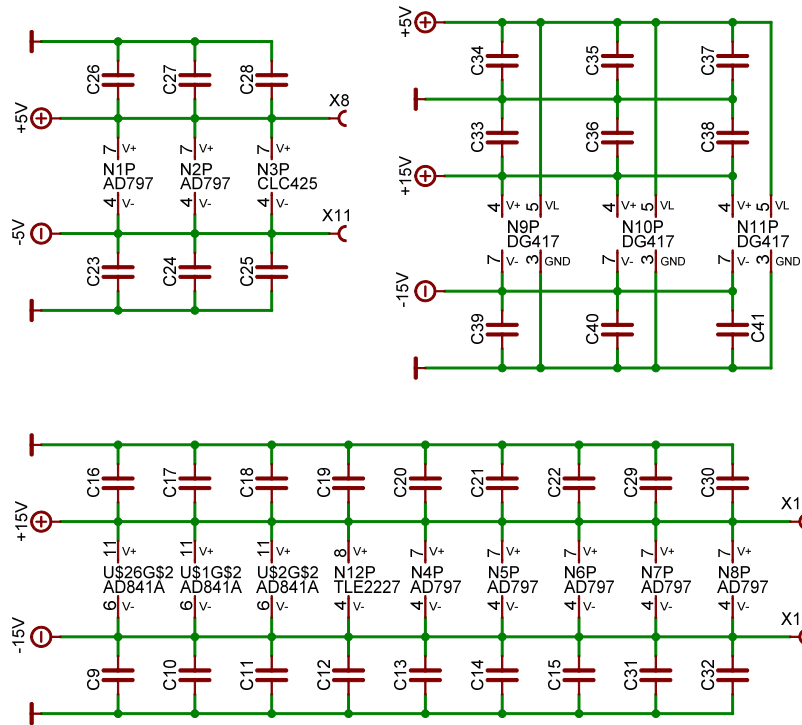 C26 C27 C28
+5V X8
7 V+ 7 V+ 7 V+
N1P N2P N3P
AD797 AD797 CLC425
4 V- 4 V- 4 V-
-5V X11
C23 C24 C25
+5V
C34 C35 C37
C33 C36 C38
+15V
4 V+ 5 VL 4 V+ 5 VL 4 V+ 5 VL
N9P N10P N11P
DG417 DG417 DG417
7 V- 3 GND 7 V- 3 GND 7 V- 3 GND
-15V
C39 C40 C41
C16 C17 C18 C19 C20 C21 C22 C29 C30
+15V X1
11 V+ 11 V+ 11 V+ 8 V+ 7 V+ 7 V+ 7 V+ 7 V+ 7 V+
U$26G$2 U$1G$2 U$2G$2 N12P N4P N5P N6P N7P N8P
AD841A AD841A AD841A TLE2227 AD797 AD797 AD797 AD797 AD797
6 V- 6 V- 6 V- 4 V- 4 V- 4 V- 4 V- 4 V- 4 V-
-15V X1
C9 C10 C11 C12 C13 C14 C15 C31 C32